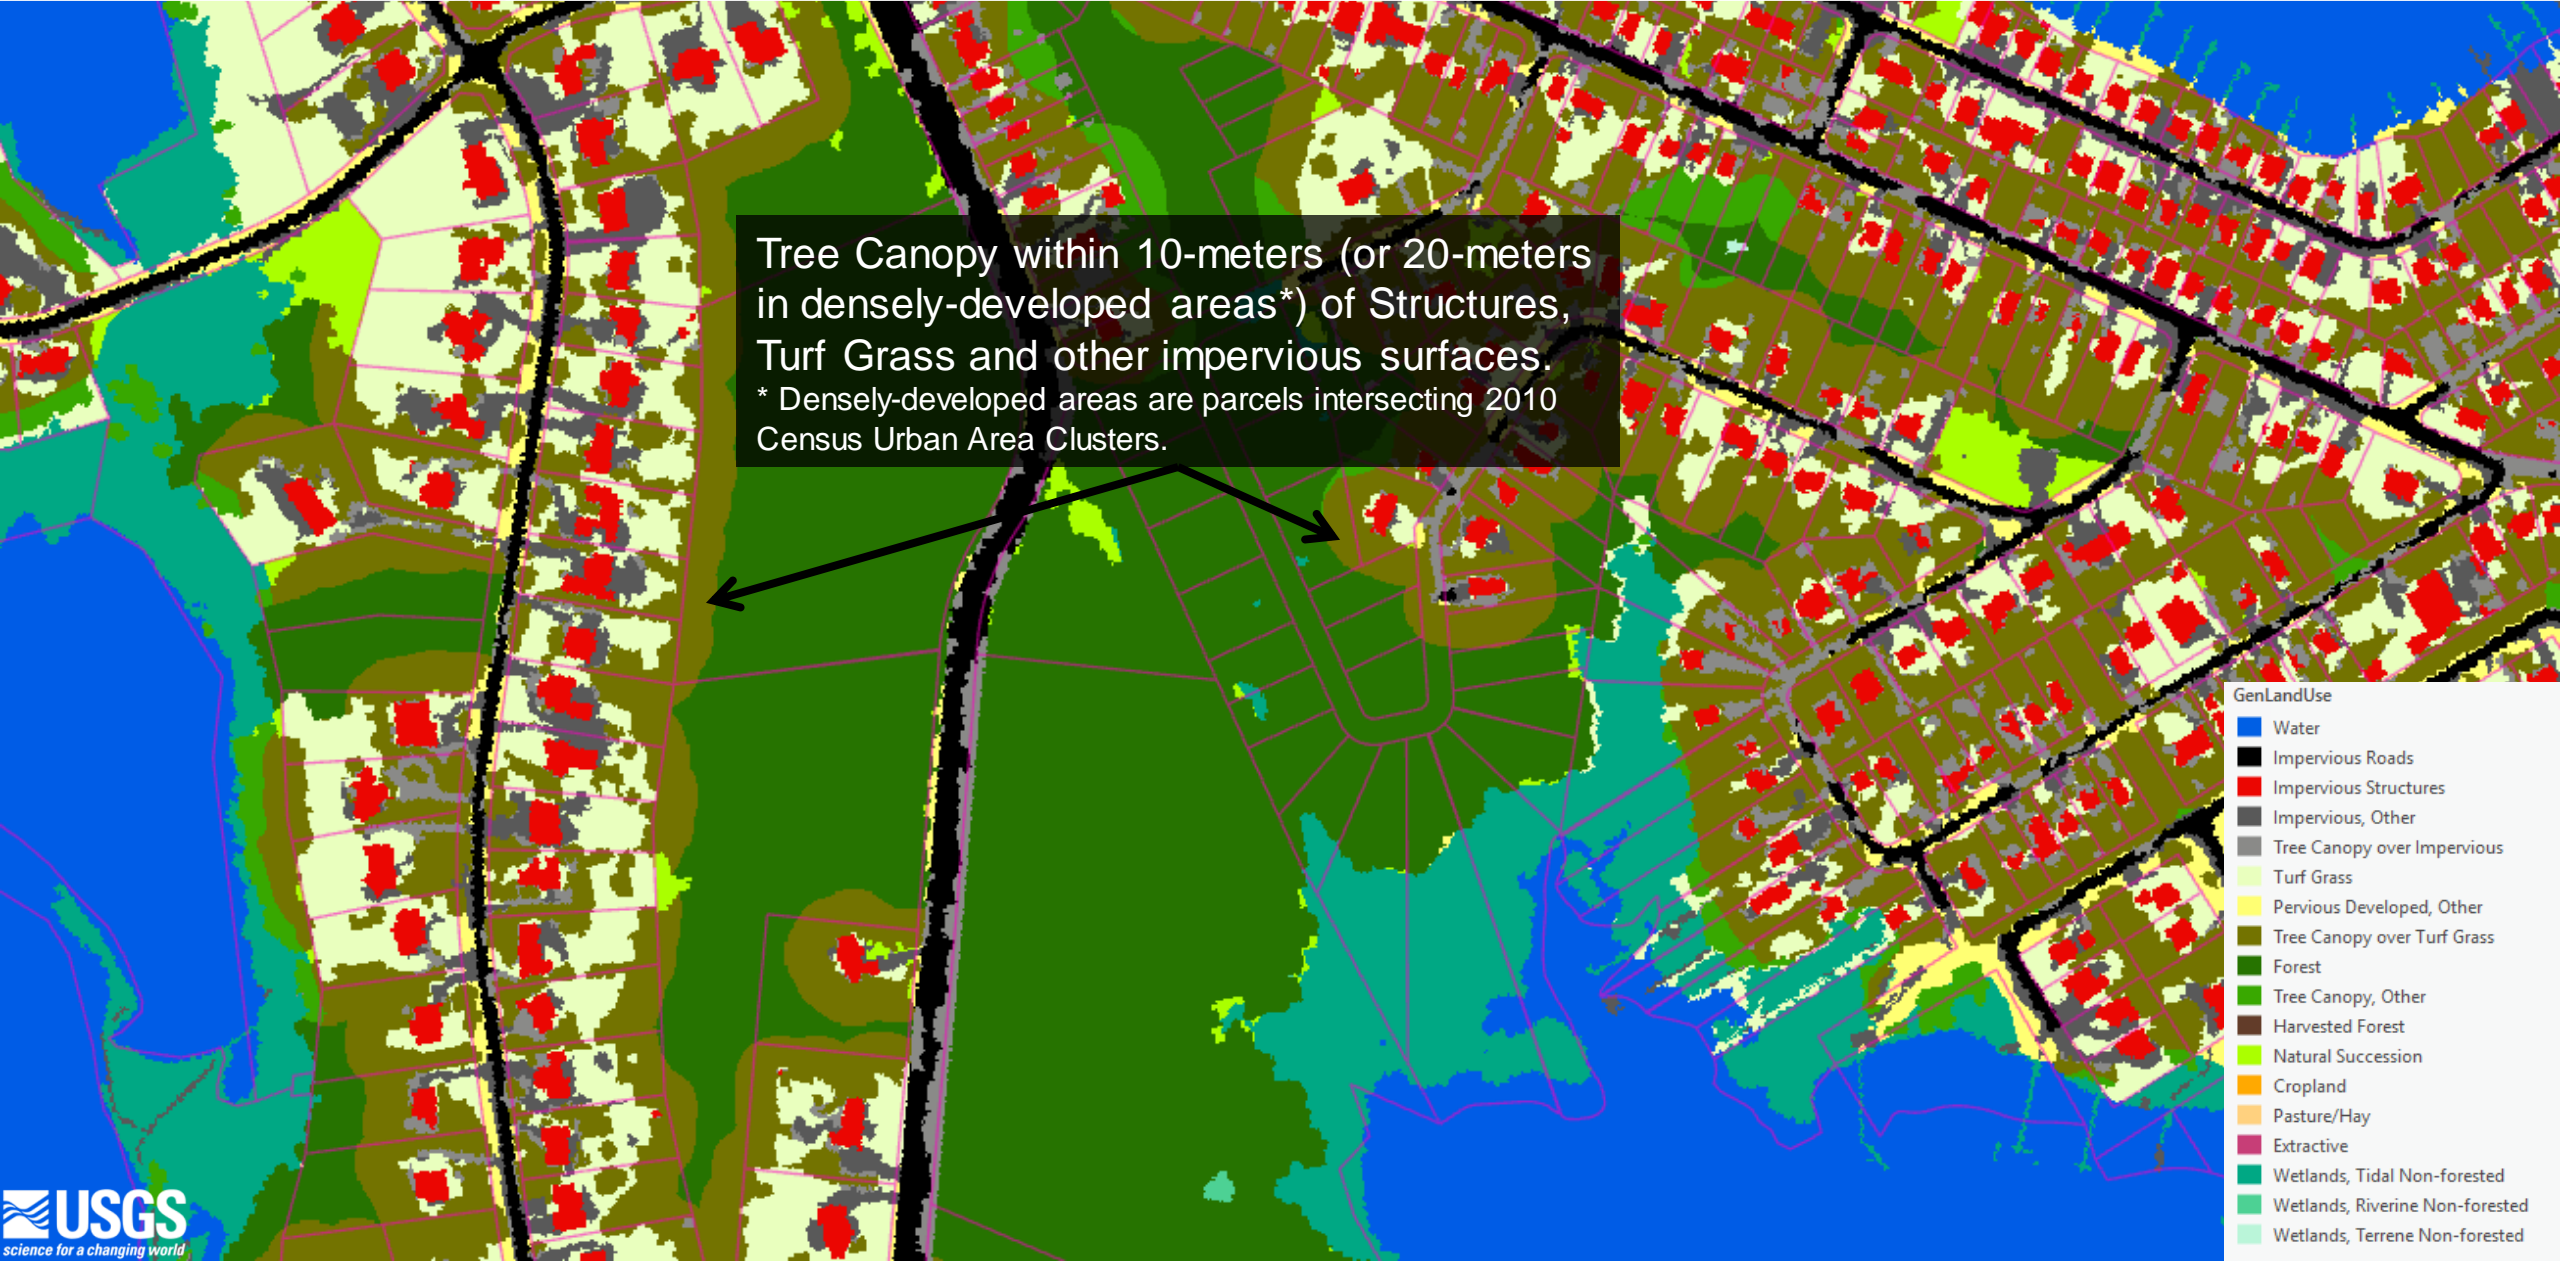 Tree Canopy within 10-meters (or 20-meters
in densely-developed areas*) of Structures,
Turf Grass and other impervious surfaces.
* Densely-developed areas are parcels intersecting 2010
Census Urban Area Clusters.
GenLandUse
Water
Impervious Roads
Impervious Structures
Impervious, Other
Tree Canopy over Impervious
Turf Grass
Pervious Developed, Other
Tree Canopy over Turf Grass
Forest
Tree Canopy, Other
Harvested Forest
Natural Succession
Cropland
Pasture/Hay
Extractive
Wetlands, Tidal Non-forested
Wetlands, Riverine Non-forested
Wetlands, Terrene Non-forested
USGS
science for a changing world